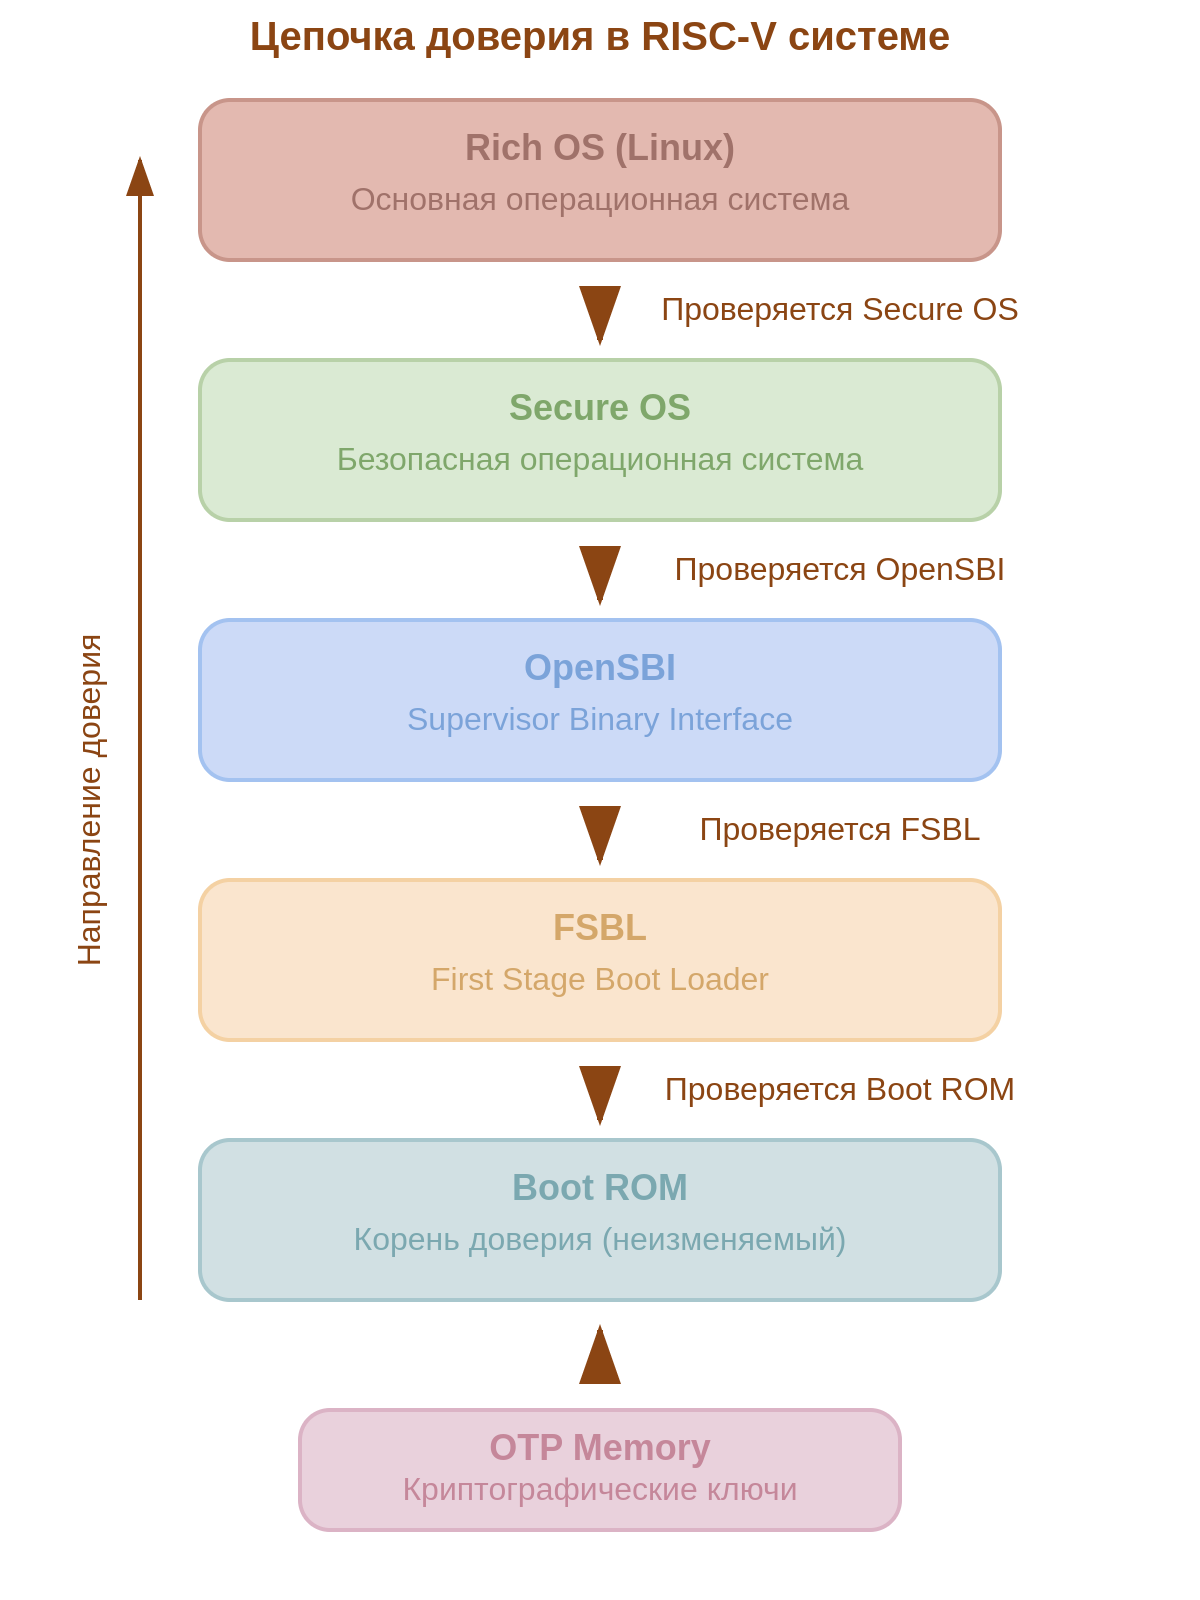 Цепочка доверия в RISC-V системе
Rich OS (Linux)
Основная операционная система
Проверяется Secure OS
Secure OS
Безопасная операционная система
Проверяется OpenSBI
OpenSBI
Supervisor Binary Interface
Проверяется FSBL
FSBL
First Stage Boot Loader
Проверяется Boot ROM
Boot ROM
Корень доверия (неизменяемый)
OTP Memory
Криптографические ключи
Направление доверия